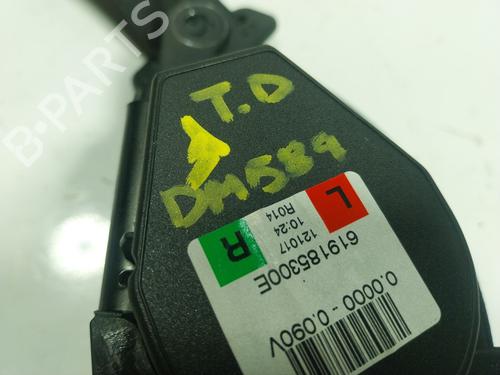 B-PARTS
T.D
DM589
L
R
R014
10:24
121017
619185300E
0.0000 - 0.090V